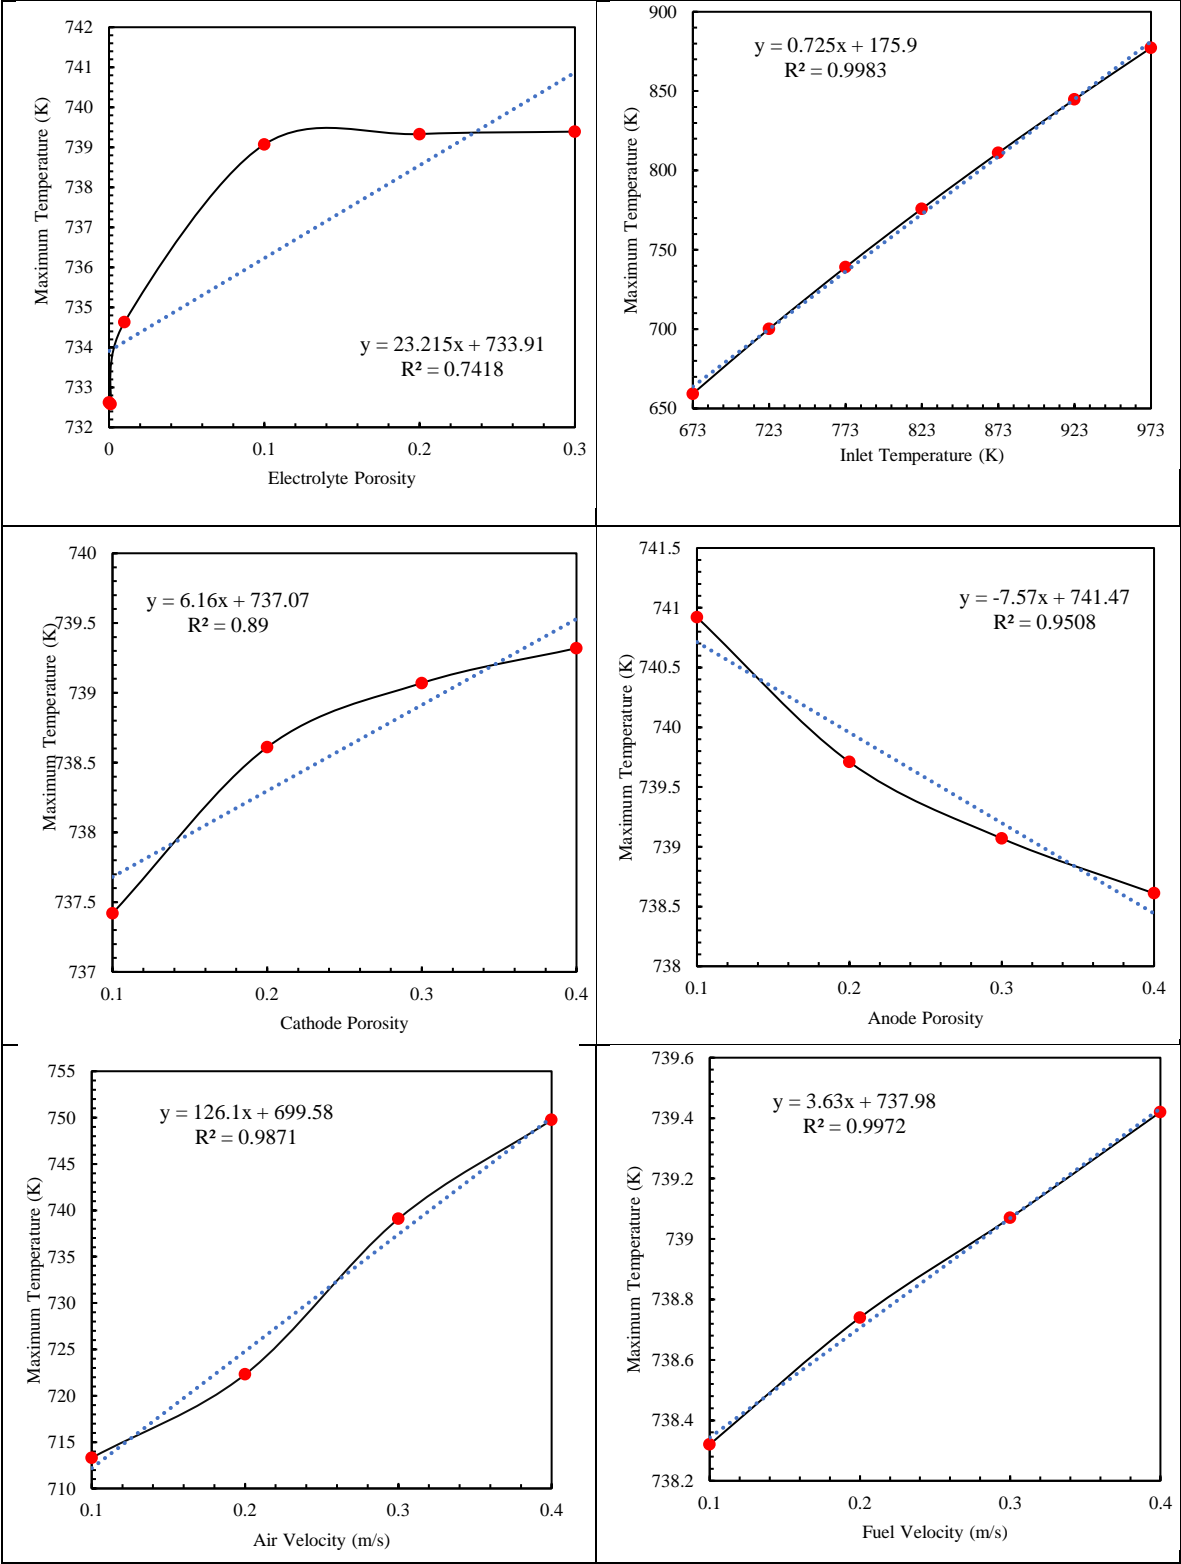 742
741
740
739
738
737
736
735
734
733
732
Maximum Temperature (K)
y = 23.215x + 733.91
R² = 0.7418
0 0.1 0.2 0.3
Electrolyte Porosity
900
850
800
750
700
650
Maximum Temperature (K)
y = 0.725x + 175.9
R² = 0.9983
673 723 773 823 873 923 973
Inlet Temperature (K)
740
739.5
739
738.5
738
737.5
737
Maximum Temperature (K)
y = 6.16x + 737.07
R² = 0.89
0.1 0.2 0.3 0.4
Cathode Porosity
741.5
741
740.5
740
739.5
739
738.5
738
Maximum Temperature (K)
y = -7.57x + 741.47
R² = 0.9508
0.1 0.2 0.3 0.4
Anode Porosity
755
750
745
740
735
730
725
720
715
710
Maximum Temperature (K)
y = 126.1x + 699.58
R² = 0.9871
0.1 0.2 0.3 0.4
Air Velocity (m/s)
739.6
739.4
739.2
739
738.8
738.6
738.4
738.2
Maximum Temperature (K)
y = 3.63x + 737.98
R² = 0.9972
0.1 0.2 0.3 0.4
Fuel Velocity (m/s)